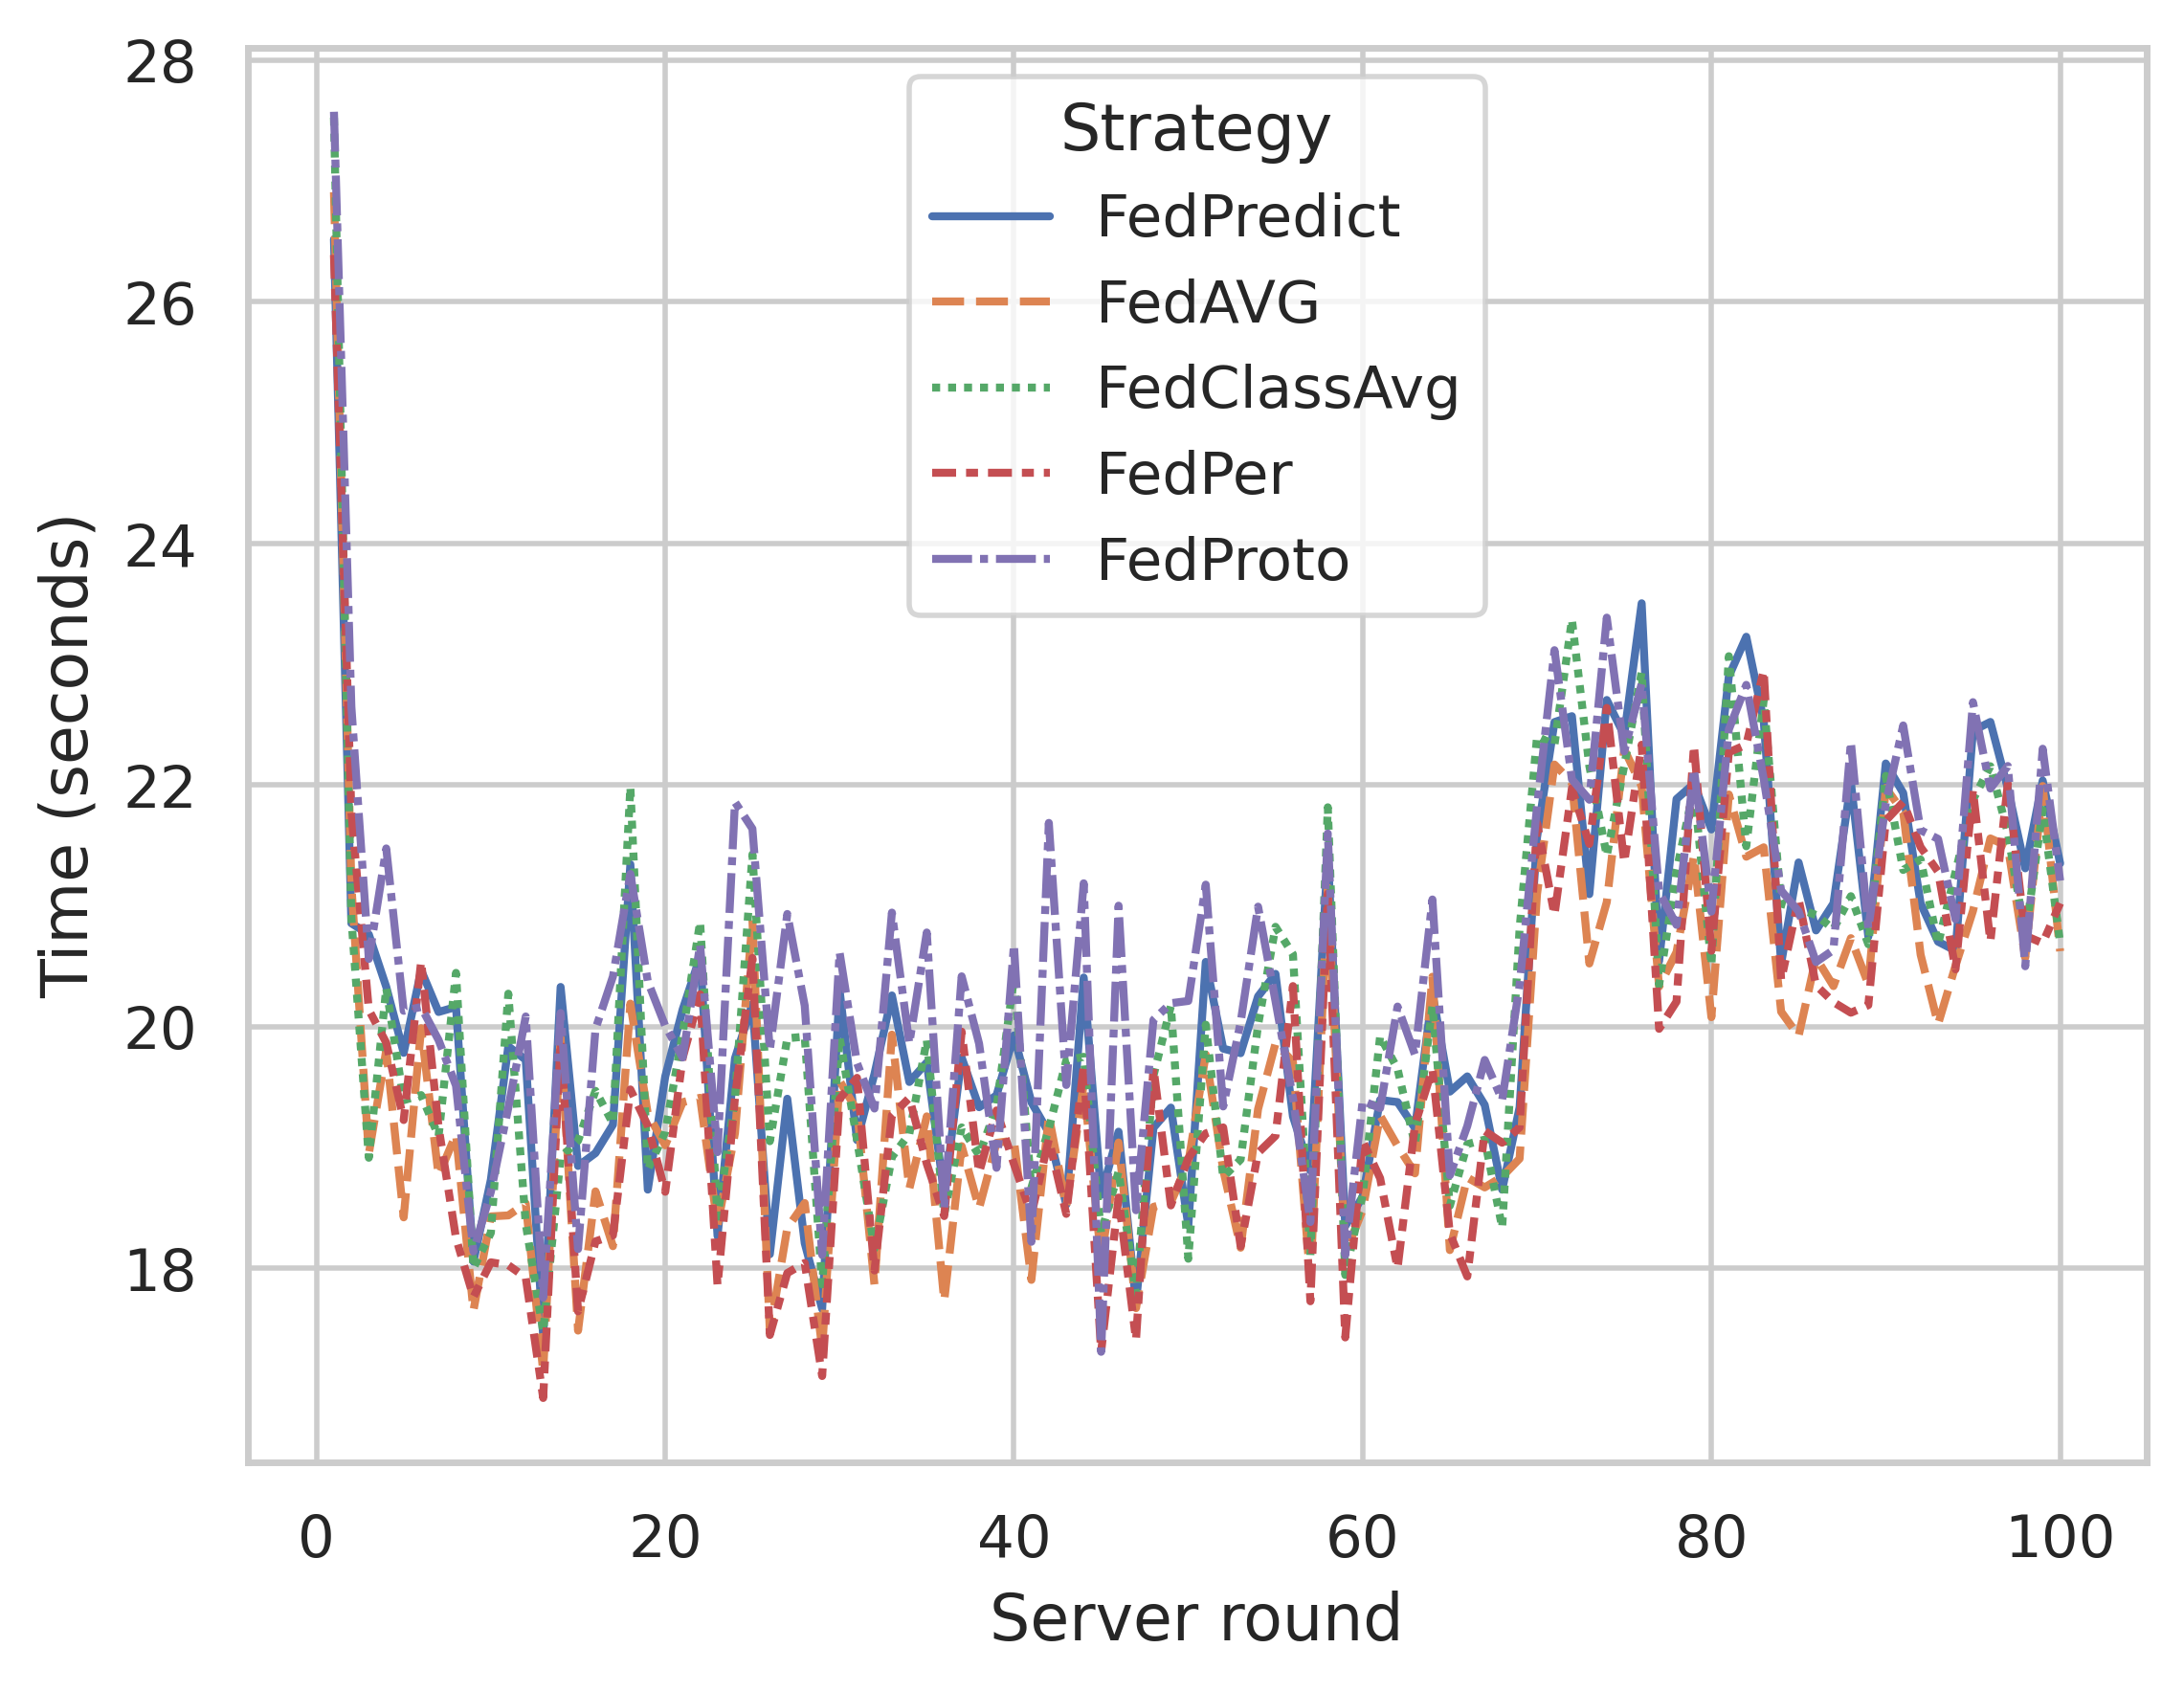 Strategy
FedPredict
FedAVG
FedClassAvg
FedPer
FedProto
Time (seconds)
28
26
24
22
20
18
0 20 40 60 80 100
Server round